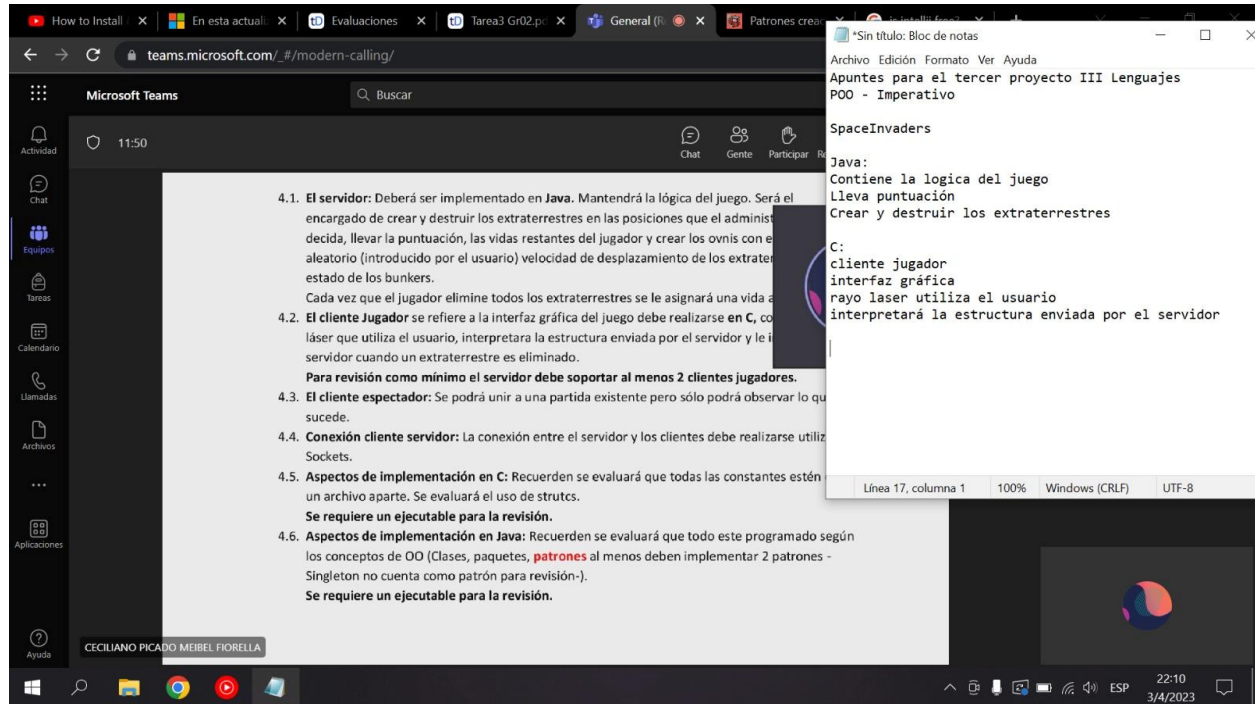 How to Install
En esta actuali
Evaluaciones
Tarea3 Gr02.pd
General (R
Patrones creac
teams.microsoft.com/_#/modern-calling/
Microsoft Teams
Buscar
11:50
Chat
Gente
Participar
Actividad
Chat
Equipos
Tareas
Calendario
Llamadas
Archivos
Aplicaciones
Ayuda
4.1. El servidor: Deberá ser implementado en Java. Mantendrá la lógica del juego. Será el
encargado de crear y destruir los extraterrestres en las posiciones que el administ
decida, llevar la puntuación, las vidas restantes del jugador y crear los ovnis con e
aleatorio (introducido por el usuario) velocidad de desplazamiento de los extrater
estado de los bunkers.
Cada vez que el jugador elimine todos los extraterrestres se le asignará una vida a
4.2. El cliente Jugador se refiere a la interfaz gráfica del juego debe realizarse en C, co
láser que utiliza el usuario, interpretara la estructura enviada por el servidor y le i
servidor cuando un extraterrestre es eliminado.
Para revisión como mínimo el servidor debe soportar al menos 2 clientes jugadores.
4.3. El cliente espectador: Se podrá unir a una partida existente pero sólo podrá observar lo qu
sucede.
4.4. Conexión cliente servidor: La conexión entre el servidor y los clientes debe realizarse utiliz
Sockets.
4.5. Aspectos de implementación en C: Recuerden se evaluará que todas las constantes estén
un archivo aparte. Se evaluará el uso de strutcs.
Se requiere un ejecutable para la revisión.
4.6. Aspectos de implementación en Java: Recuerden se evaluará que todo este programado según
los conceptos de OO (Clases, paquetes, patrones al menos deben implementar 2 patrones -
Singleton no cuenta como patrón para revisión-).
Se requiere un ejecutable para la revisión.
CECILIANO PICADO MEIBEL FIORELLA
*Sin título: Bloc de notas
Archivo Edición Formato Ver Ayuda
Apuntes para el tercer proyecto III Lenguajes
POO - Imperativo
SpaceInvaders
Java:
Contiene la logica del juego
Lleva puntuación
Crear y destruir los extraterrestres
C:
cliente jugador
interfaz gráfica
rayo laser utiliza el usuario
interpretará la estructura enviada por el servidor
Línea 17, columna 1 100% Windows (CRLF) UTF-8
ESP
22:10
3/4/2023